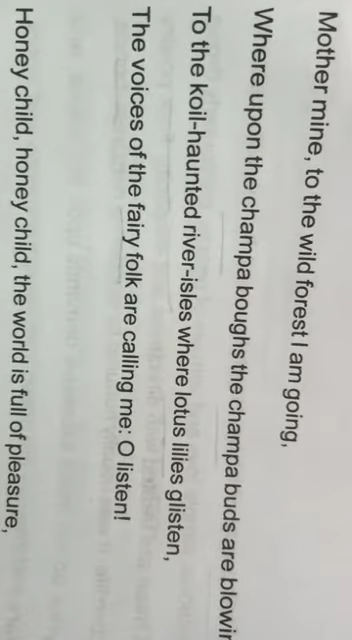 Mother mine, to the wild forest I am going,
Where upon the champa boughs the champa buds are
To the koil-haunted river-isles where lotus lilies glisten,
The voices of the fairy folk are calling me: O listen!
Honey child, honey child, the world is full of pleasure,